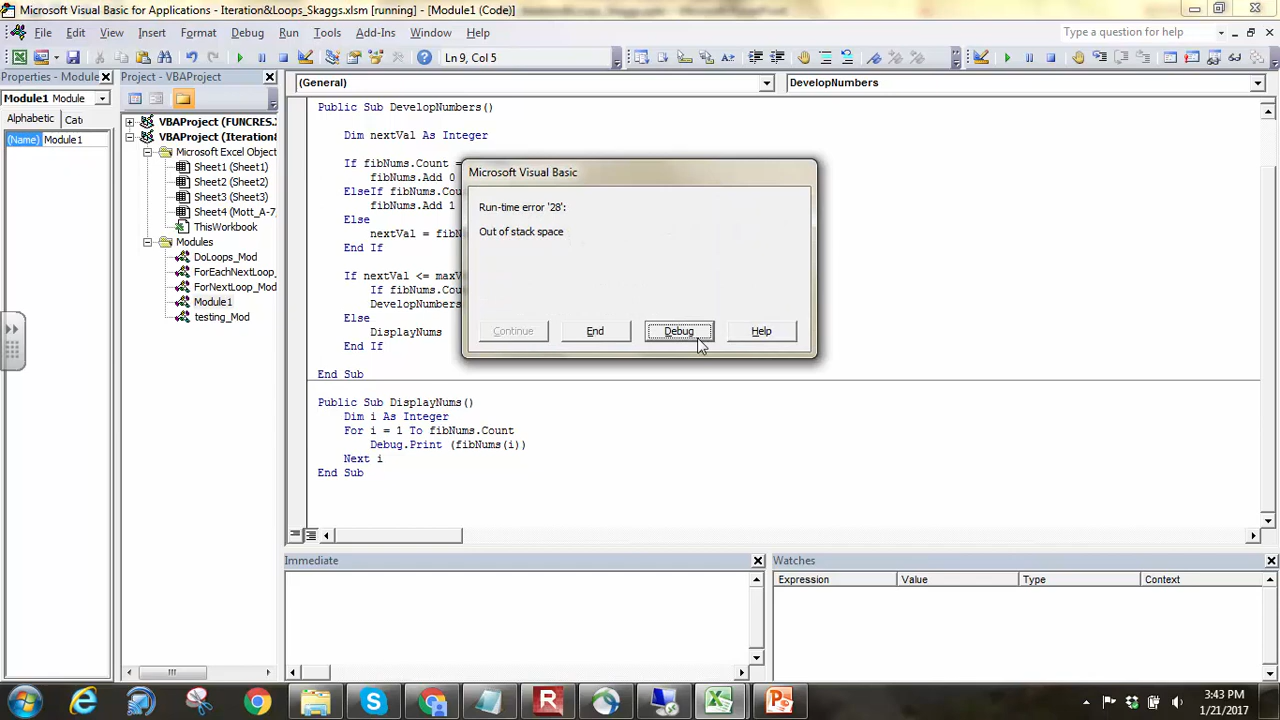 Microsoft Visual Basic for Applications - Iteration&Loops_Skaggs.xlsm [running] - [Module1 (Code)]
File Edit View Insert Format Debug Run Tools Add-Ins Window Help
Type a question for help
Ln 9, Col 5
Properties - Module
Project - VBAProject
(General)
DevelopNumbers
Module1 Module
Alphabetic Cat
(Name) Module1
VBAProject (FUNCRES.X
VBAProject (Iteration&
Microsoft Excel Object
Sheet1 (Sheet1)
Sheet2 (Sheet2)
Sheet3 (Sheet3)
Sheet4 (Mott_A-7
ThisWorkbook
Modules
DoLoops_Mod
ForEachNextLoop_
ForNextLoop_Mod
Module1
testing_Mod
Public Sub DevelopNumbers()
Dim nextVal As Integer
If fibNums.Count =
fibNums.Add 0
ElseIf fibNums.Cou
fibNums.Add 1
Else
nextVal = fibN
End If
If nextVal <= maxV
If fibNums.Cou
DevelopNumbers
Else
DisplayNums
End If
End Sub
Public Sub DisplayNums()
Dim i As Integer
For i = 1 To fibNums.Count
Debug.Print (fibNums(i))
Next i
End Sub
Microsoft Visual Basic
Run-time error '28':
Out of stack space
Continue End Debug Help
Immediate
Watches
Expression Value Type Context
3:43 PM
1/21/2017